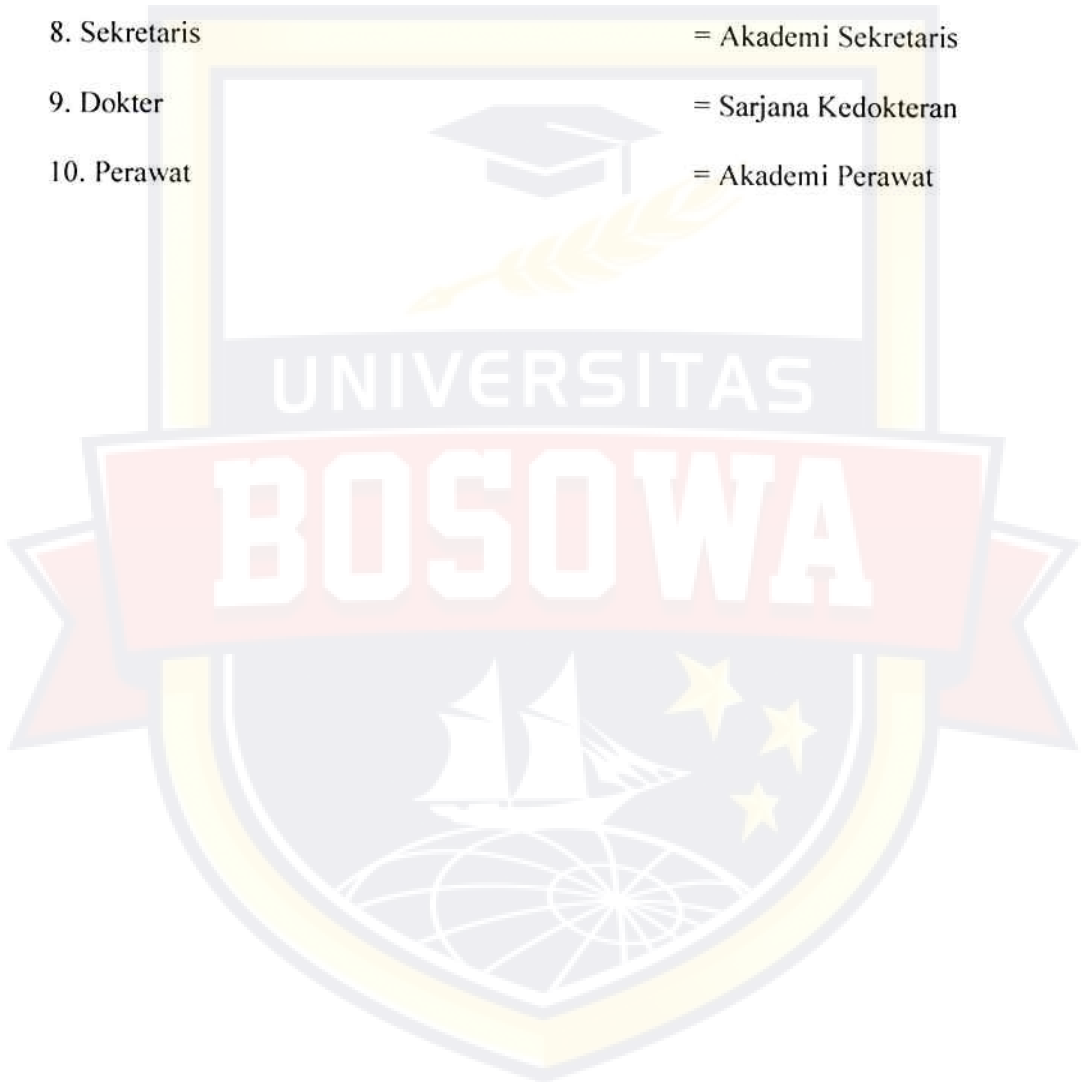 8. Sekretaris = Akademi Sekretaris
9. Dokter = Sarjana Kedokteran
10. Perawat = Akademi Perawat
UNIVERSITAS
BOSOWA